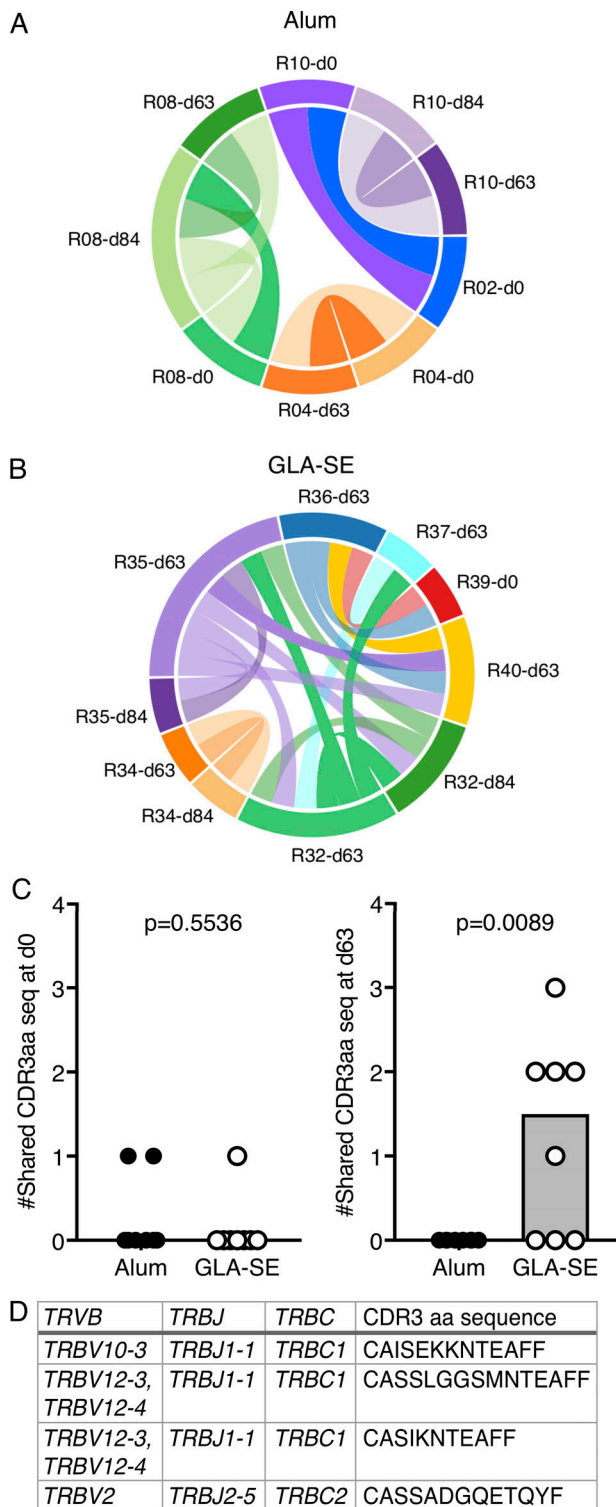 A
Alum
R10-d0
R08-d63
R10-d84
R10-d63
R08-d84
R02-d0
R08-d0
R04-d0
R04-d63
B
GLA-SE
R36-d63
R37-d63
R35-d63
R39-d0
R40-d63
R35-d84
R34-d63
R32-d84
R34-d84
R32-d63
C
#Shared CDR3aa seq at d0
4
3
2
1
0
p=0.5536
Alum
GLA-SE
#Shared CDR3aa seq at d63
4
3
2
1
0
p=0.0089
Alum
GLA-SE
D
TRVB TRBJ TRBC CDR3 aa sequence
TRBV10-3 TRBJ1-1 TRBC1 CAISEKKNTEAFF
TRBV12-3, TRBJ1-1 TRBC1 CASSLGGSMNTEAFF
TRBV12-4
TRBV12-3, TRBJ1-1 TRBC1 CASIKNTEAFF
TRBV12-4
TRBV2 TRBJ2-5 TRBC2 CASSADGQETQYF